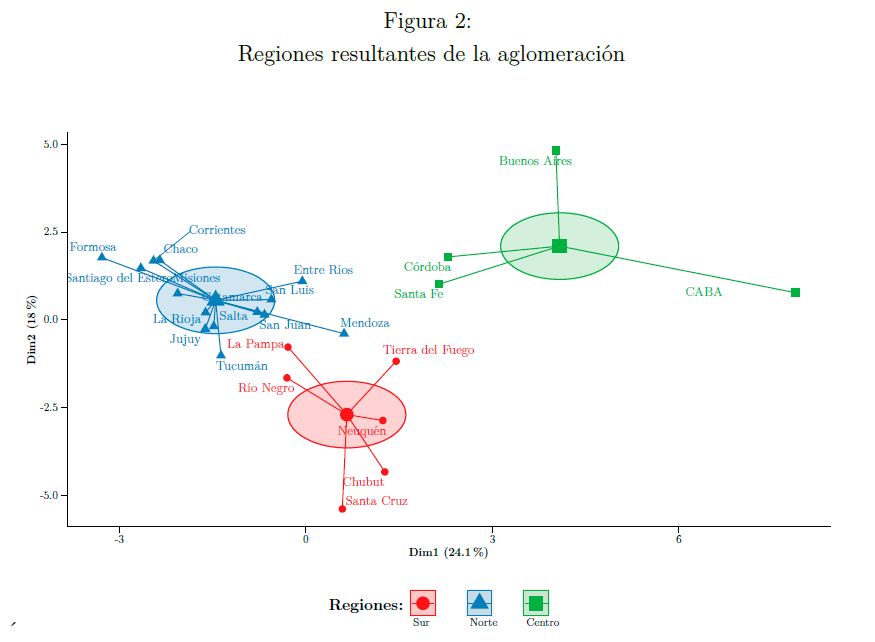 Figura 2:
Regiones resultantes de la aglomeración
5.0
2.5
0.0
-2.5
-5.0
Dim2 (18 %)
Buenos Aires
Corrientes
Formosa
Chaco
Córdoba
Entre Ríos
Santiago del Estero
Misiones
San Luis
CABA
Santa Fe
Catamarca
La Rioja
Salta
San Juan
Mendoza
Jujuy
La Pampa
Tierra del Fuego
Tucumán
Río Negro
Neuquén
Chubut
Santa Cruz
-3
0
3
6
Dim1 (24.1 %)
Regiones:
Sur
Norte
Centro